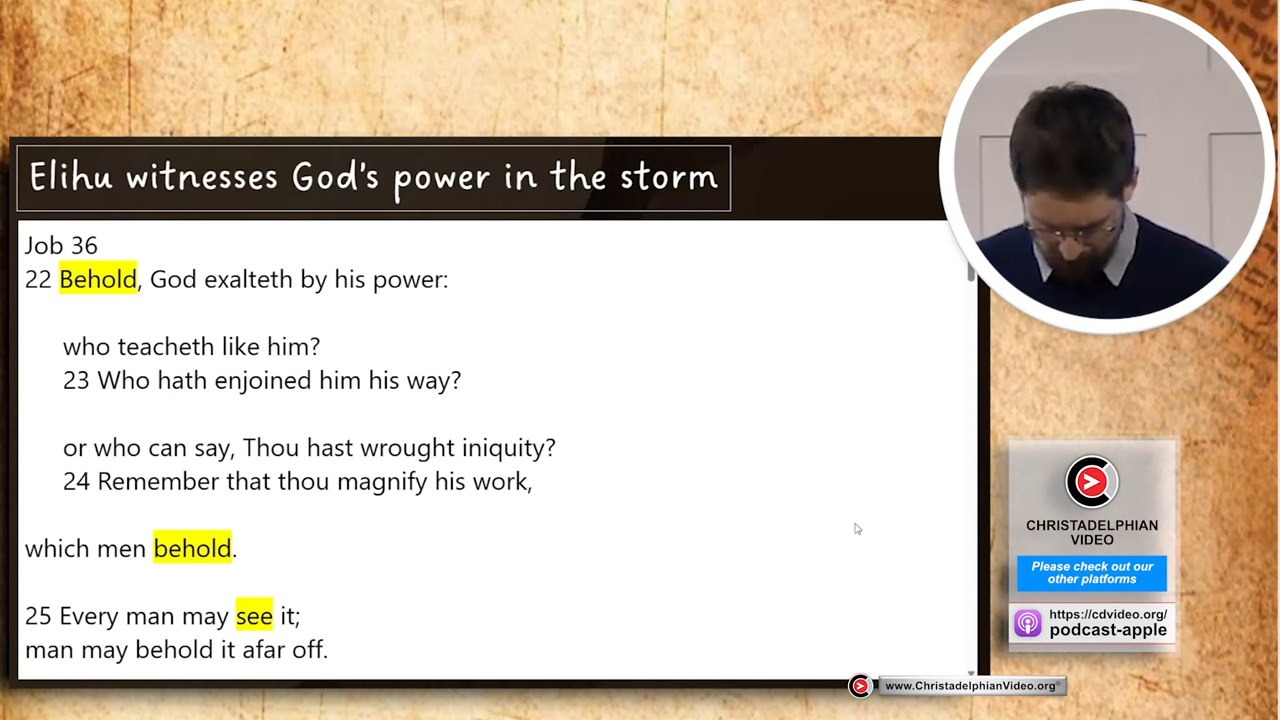 Elihu witnesses God's power in the storm
Job 36
22 Behold, God exalteth by his power:
who teacheth like him?
23 Who hath enjoined him his way?
or who can say, Thou hast wrought iniquity?
24 Remember that thou magnify his work,
which men behold.
25 Every man may see it;
man may behold it afar off.
CHRISTADELPHIAN
VIDEO
Please check out our
other platforms
https://cdvideo.org/
podcast-apple
www.ChristadelphianVideo.org